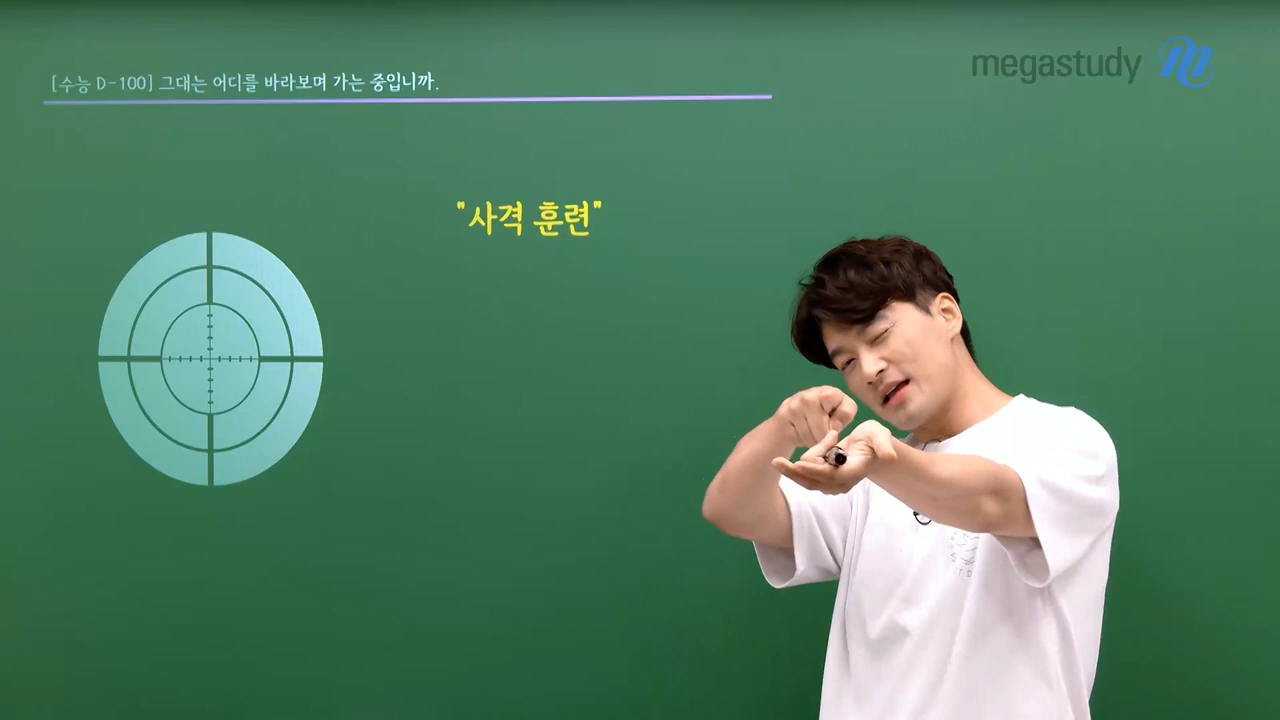 [수능 D-100] 그대는 어디를 바라보며 가는 중입니까.
megastudy
"사격 훈련"